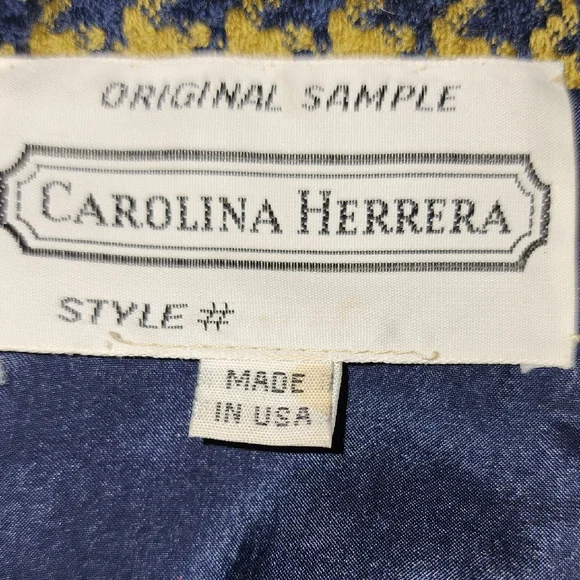 ORIGINAL SAMPLE
CAROLINA HERRERA
STYLE #
MADE
IN USA